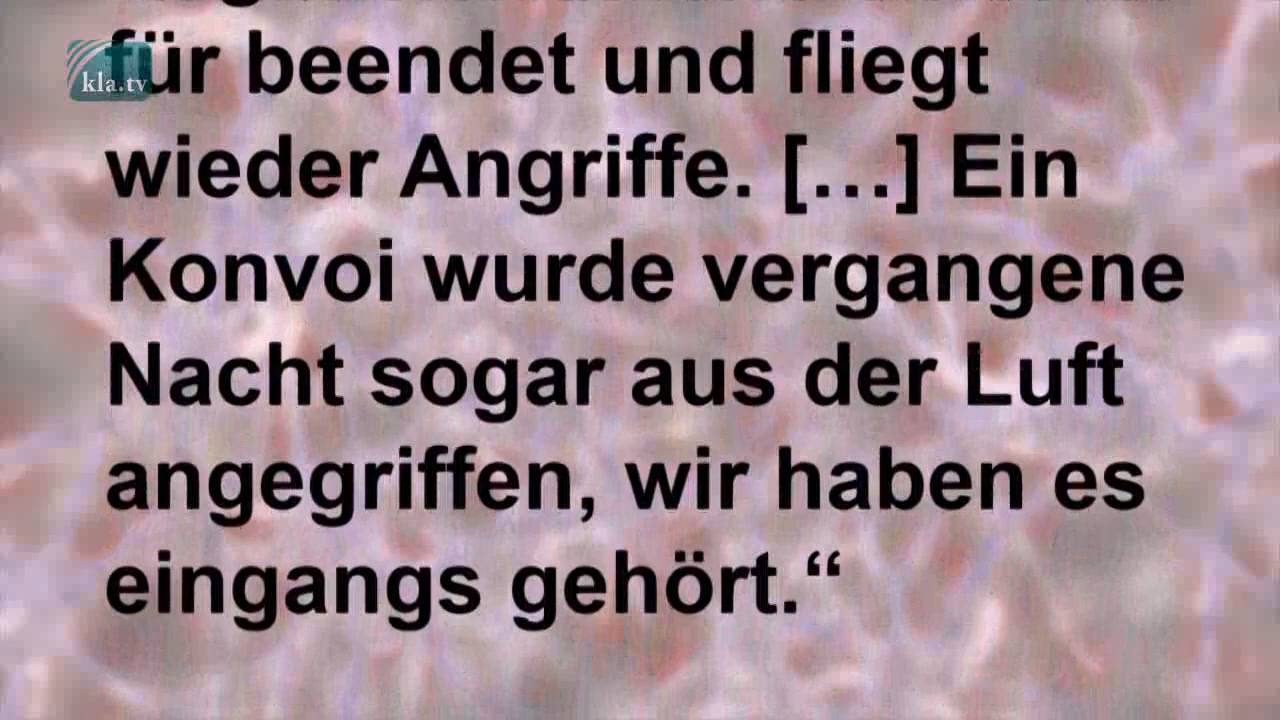 kla.tv
für beendet und fliegt
wieder Angriffe. […] Ein
Konvoi wurde vergangene
Nacht sogar aus der Luft
angegriffen, wir haben es
eingangs gehört.“